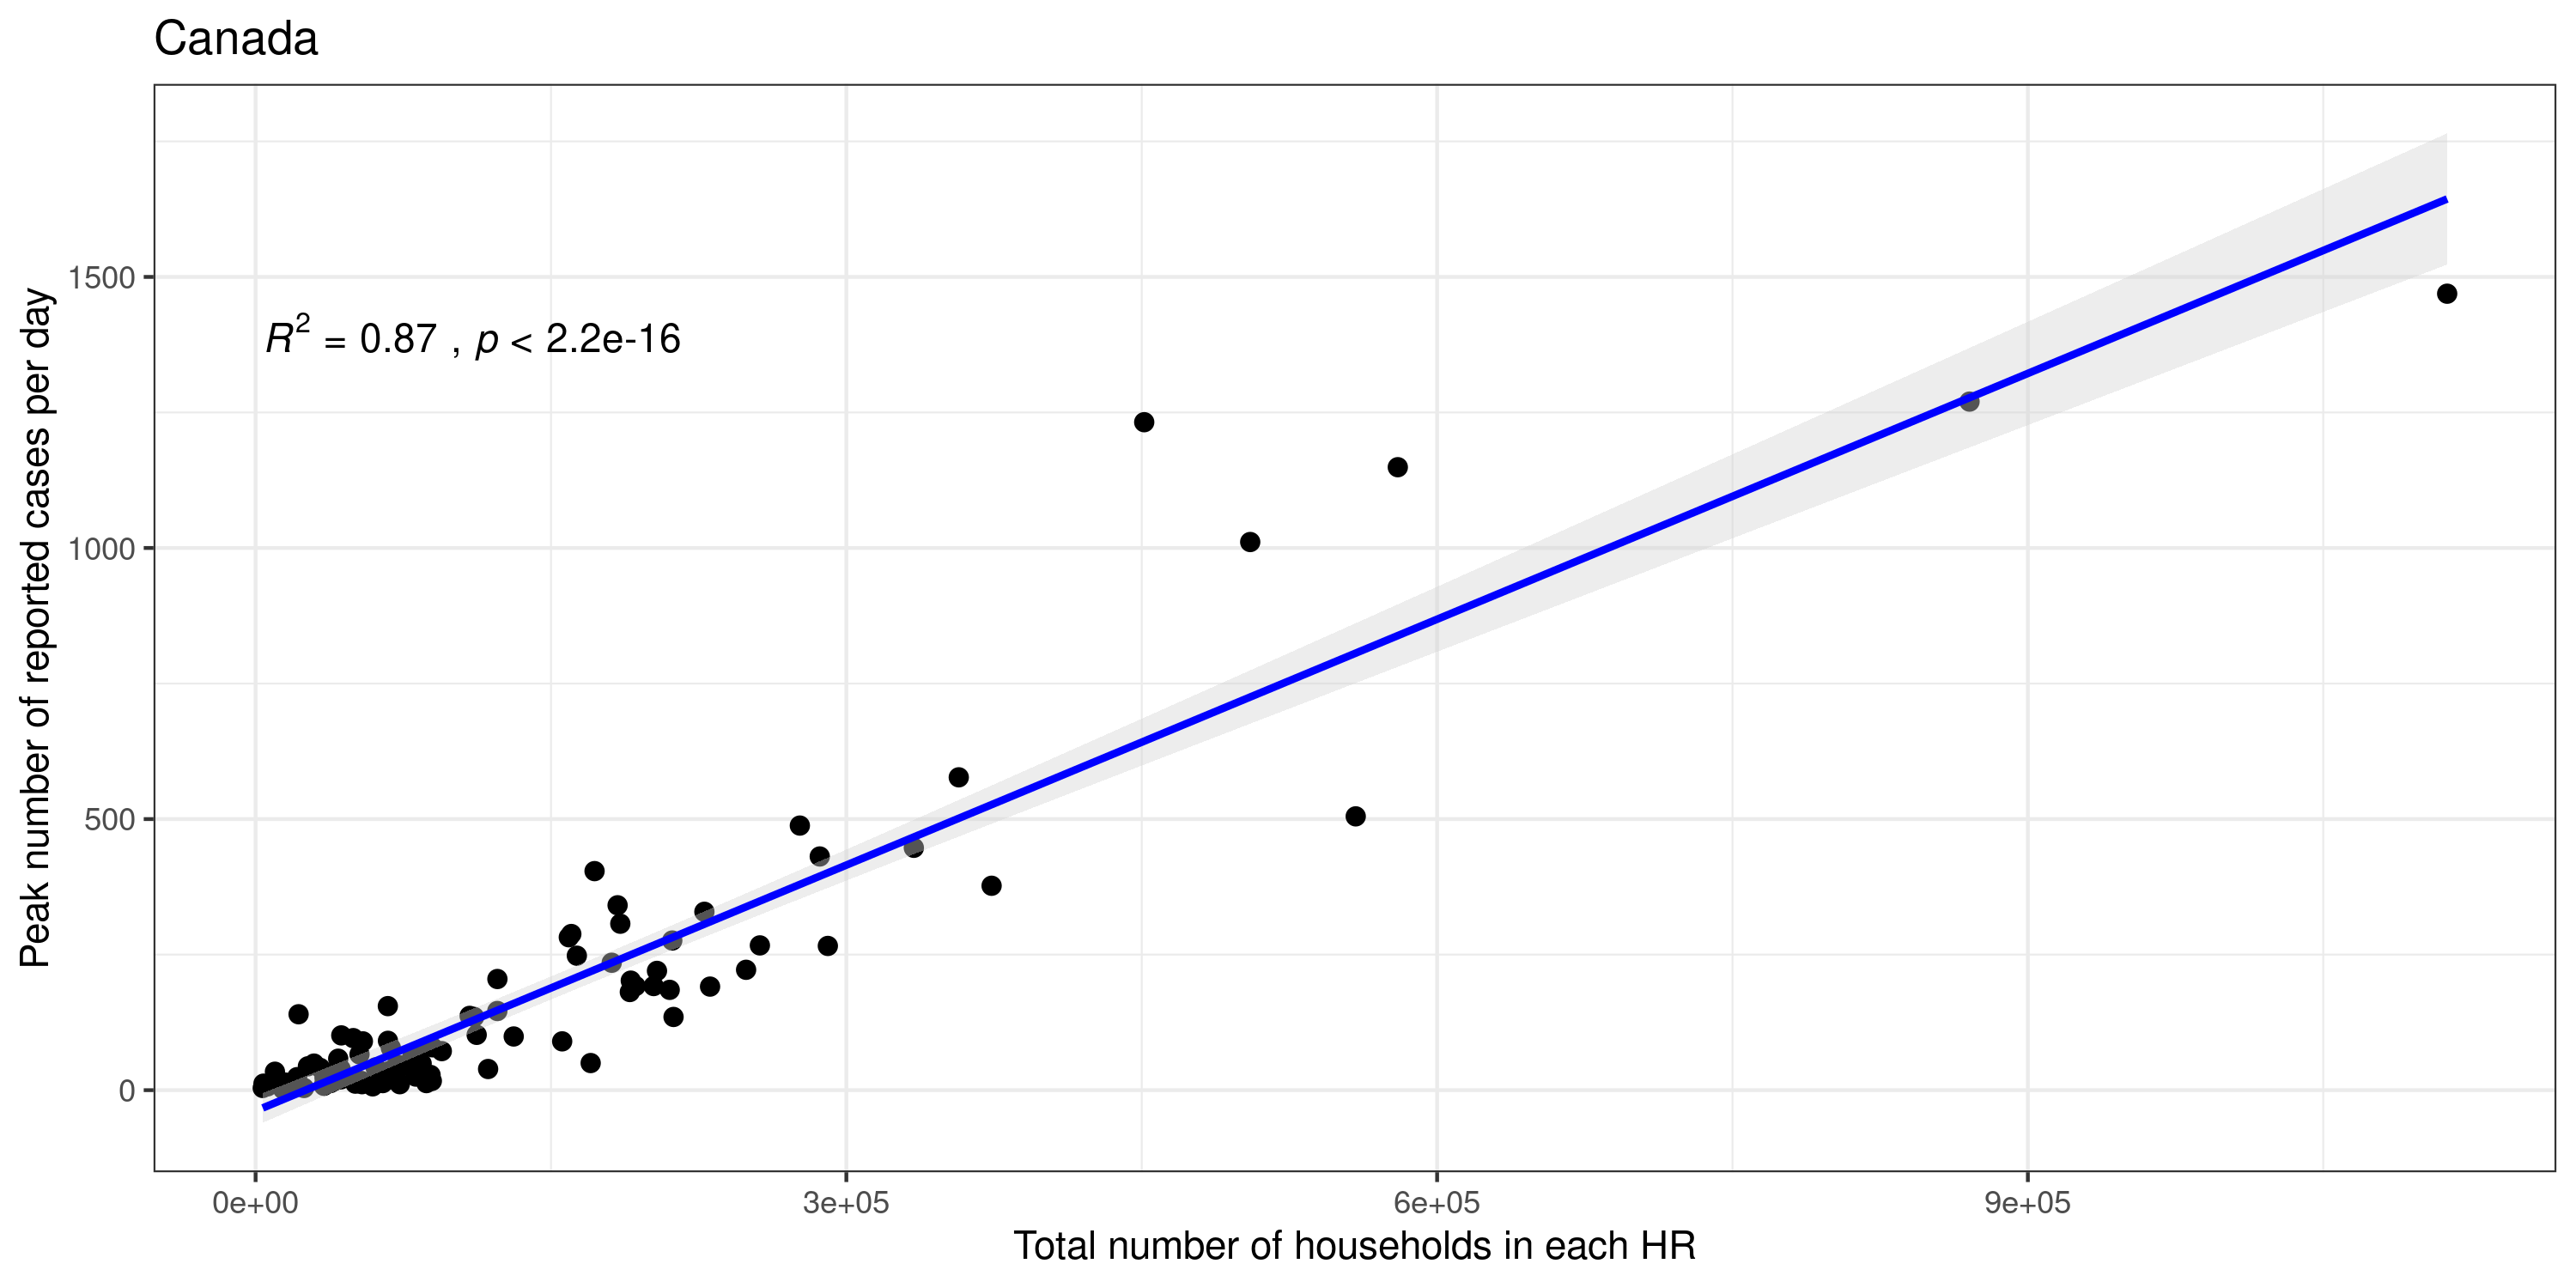 Canada
R² = 0.87 , p < 2.2e-16
Peak number of reported cases per day
1500
1000
500
0
0e+00 3e+05 6e+05 9e+05
Total number of households in each HR